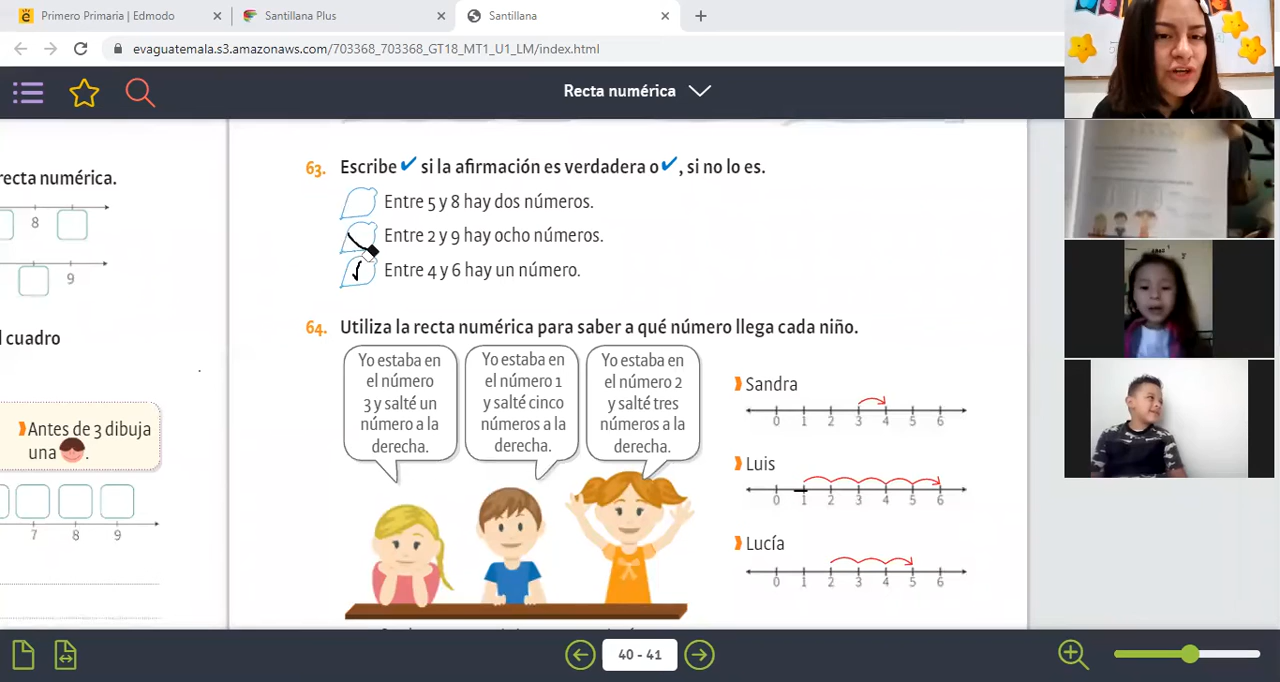 Primero Primaria | Edmodo
Santillana Plus
Santillana
evaguatemala.s3.amazonaws.com/703368_703368_GT18_MT1_U1_LM/index.html
Recta numérica
recta numérica.
8
9
l cuadro
Antes de 3 dibuja
una
7 8 9
63. Escribe ✔ si la afirmación es verdadera o ✔, si no lo es.
Entre 5 y 8 hay dos números.
Entre 2 y 9 hay ocho números.
Entre 4 y 6 hay un número.
64. Utiliza la recta numérica para saber a qué número llega cada niño.
Yo estaba en
el número
3 y salté un
número a la
derecha.
Yo estaba en
el número 1
y salté cinco
números a la
derecha.
Yo estaba en
el número 2
y salté tres
números a la
derecha.
Sandra
0 1 2 3 4 5 6
Luis
0 1 2 3 4 5 6
Lucía
0 1 2 3 4 5 6
40 - 41